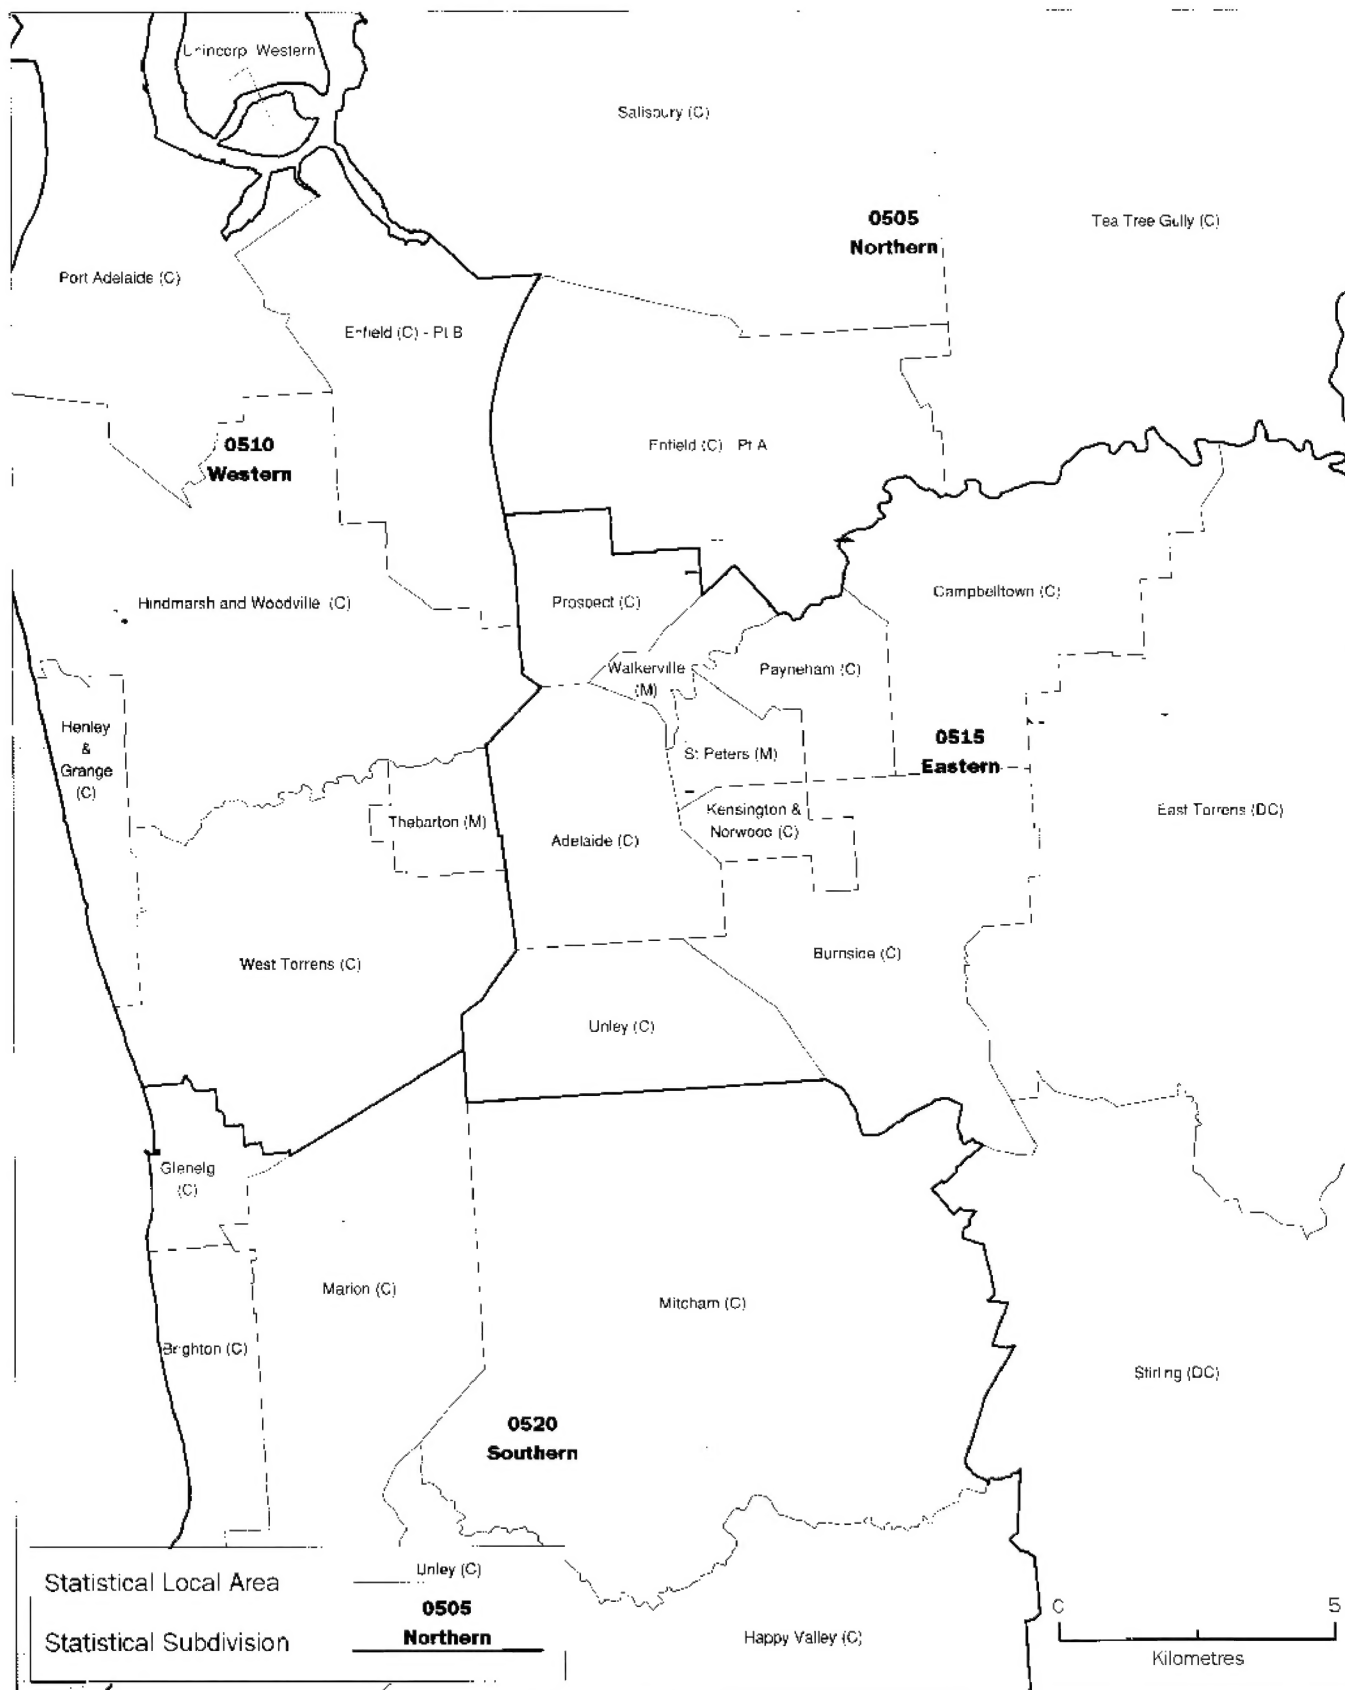 Unincorp Western
Salisbury (C)
0505
Northern
Tea Tree Gully (C)
Port Adelaide (C)
Enfield (C) - Pt B
Enfield (C) Pt A
0510
Western
Hindmarsh and Woodville (C)
Prospect (C)
Campbelltown (C)
Walkerville
(M)
Payneham (C)
Henley
&
Grange
(C)
St Peters (M)
0515
Eastern
Thebarton (M)
Adelaide (C)
Kensington &
Norwood (C)
East Torrens (DC)
West Torrens (C)
Burnside (C)
Unley (C)
Glenelg
(C)
Marion (C)
Mitcham (C)
Brighton (C)
Stirling (DC)
0520
Southern
Statistical Local Area
Unley (C)
Statistical Subdivision
0505
Northern
Happy Valley (C)
0 5
Kilometres